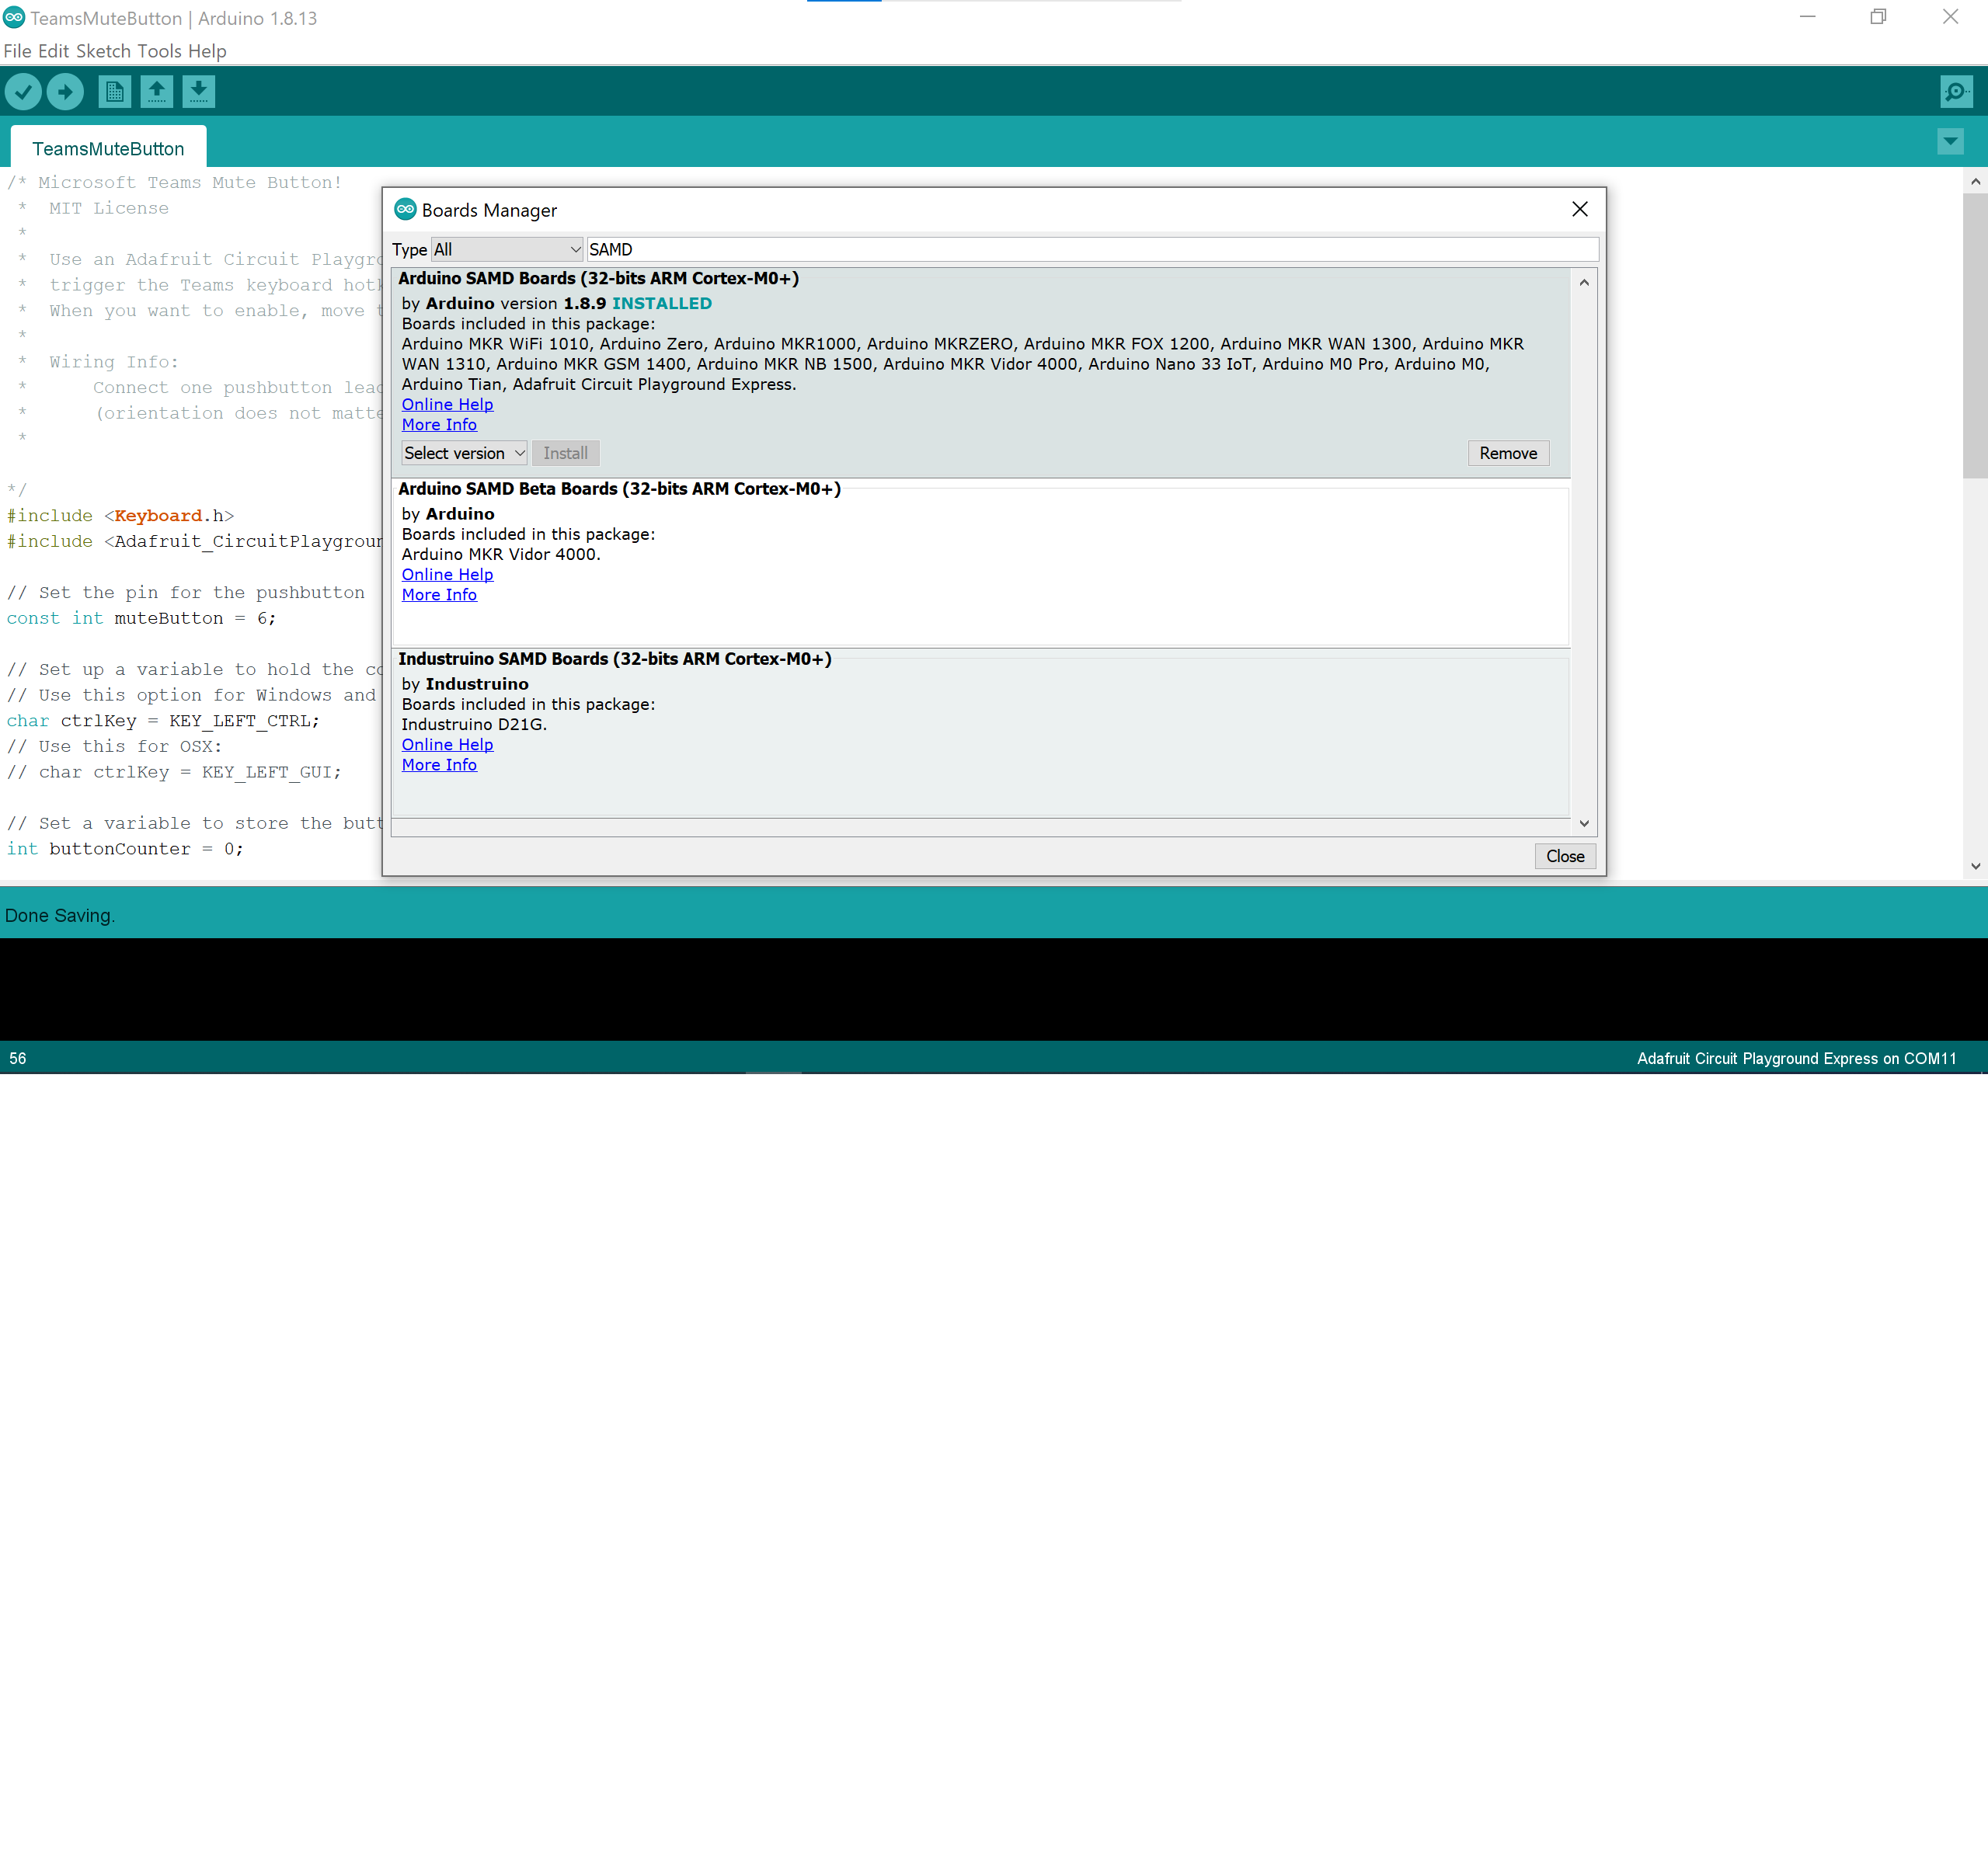 TeamsMuteButton | Arduino 1.8.13
File Edit Sketch Tools Help
TeamsMuteButton
/* Microsoft Teams Mute Button!
* MIT License
*
* Use an Adafruit Circuit Playgro
* trigger the Teams keyboard hotk
* When you want to enable, move t
*
* Wiring Info:
* Connect one pushbutton lead
* (orientation does not matte
*
*/
#include <Keyboard.h>
#include <Adafruit_CircuitPlaygroun
// Set the pin for the pushbutton
const int muteButton = 6;
// Set up a variable to hold the co
// Use this option for Windows and
char ctrlKey = KEY_LEFT_CTRL;
// Use this for OSX:
// char ctrlKey = KEY_LEFT_GUI;
// Set a variable to store the butt
int buttonCounter = 0;
Boards Manager
Type All SAMD
Arduino SAMD Boards (32-bits ARM Cortex-M0+)
by Arduino version 1.8.9 INSTALLED
Boards included in this package:
Arduino MKR WiFi 1010, Arduino Zero, Arduino MKR1000, Arduino MKRZERO, Arduino MKR FOX 1200, Arduino MKR WAN 1300, Arduino MKR
WAN 1310, Arduino MKR GSM 1400, Arduino MKR NB 1500, Arduino MKR Vidor 4000, Arduino Nano 33 IoT, Arduino M0 Pro, Arduino M0,
Arduino Tian, Adafruit Circuit Playground Express.
Online Help
More Info
Select version Install Remove
Arduino SAMD Beta Boards (32-bits ARM Cortex-M0+)
by Arduino
Boards included in this package:
Arduino MKR Vidor 4000.
Online Help
More Info
Industruino SAMD Boards (32-bits ARM Cortex-M0+)
by Industruino
Boards included in this package:
Industruino D21G.
Online Help
More Info
Close
Done Saving.
56 Adafruit Circuit Playground Express on COM11